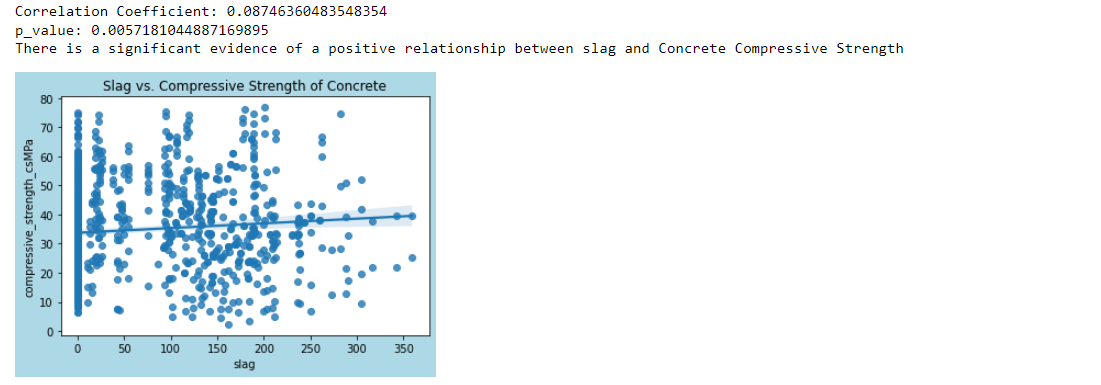 Correlation Coefficient: 0.08746360483548354
p_value: 0.0057181044887169895
There is a significant evidence of a positive relationship between slag and Concrete Compressive Strength
Slag vs. Compressive Strength of Concrete
compressive_strength_csMPa
80
70
60
50
40
30
20
10
0
0 50 100 150 200 250 300 350
slag